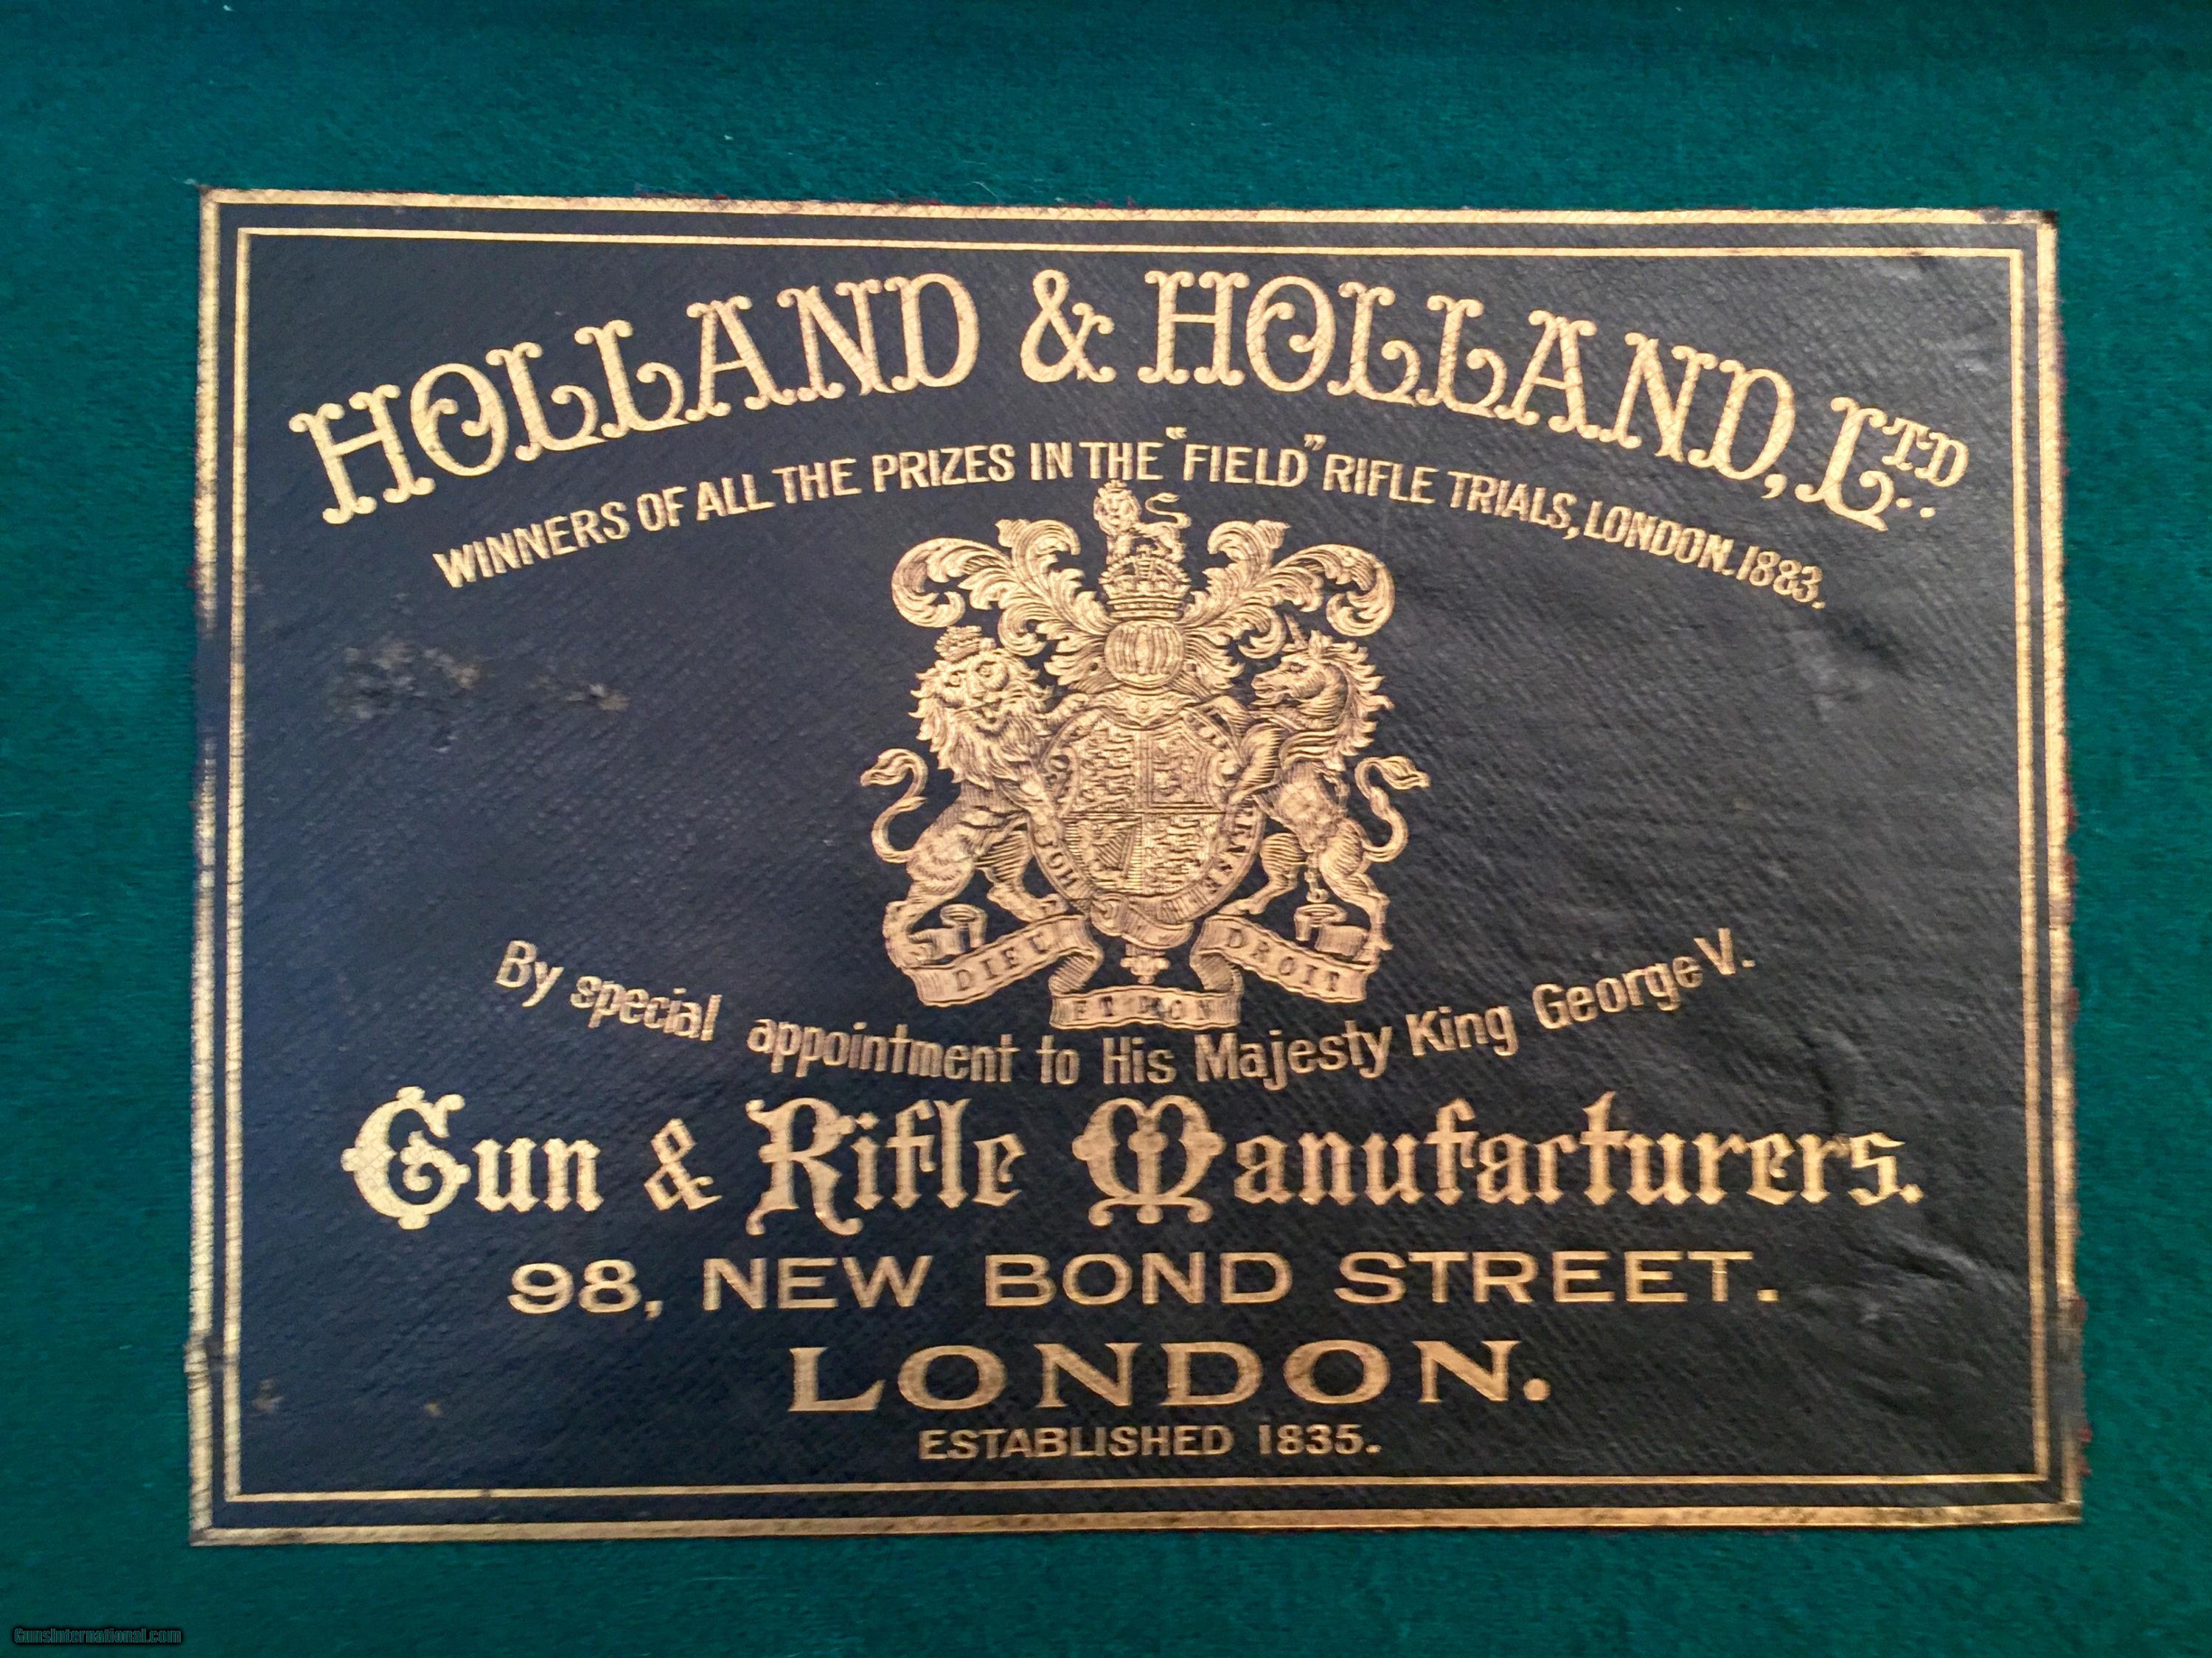 HOLLAND & HOLLAND, LTD.
WINNERS OF ALL THE PRIZES IN THE "FIELD" RIFLE TRIALS, LONDON. 1883.
DIEU ET MON DROIT
By special appointment to His Majesty King George V.
Gun & Rifle Manufacturers.
98, NEW BOND STREET.
LONDON.
ESTABLISHED 1835.
GunsInternational.com